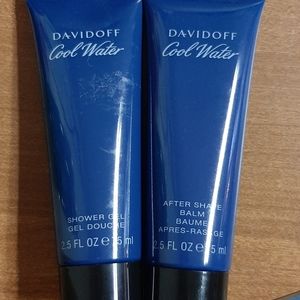 DAVIDOFF
Cool Water
SHOWER GEL
GEL DOUCHE
2.5 FL OZ e 75 ml
DAVIDOFF
Cool Water
AFTER SHAVE
BALM
BAUME
APRES-RASAGE
2.5 FL OZ e 75 ml